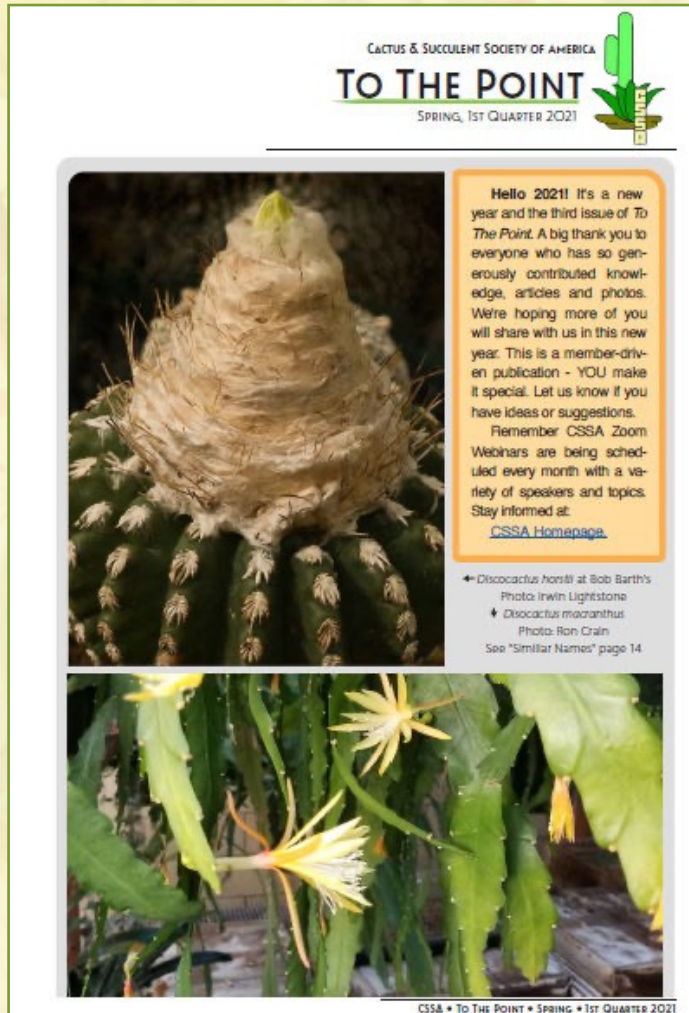 CACTUS & SUCCULENT SOCIETY OF AMERICA
TO THE POINT
SPRING, 1ST QUARTER 2021
CSSA
Hello 2021! It's a new
year and the third issue of To
The Point. A big thank you to
everyone who has so gen-
erously contributed knowl-
edge, articles and photos.
We're hoping more of you
will share with us in this new
year. This is a member-driv-
en publication - YOU make
it special. Let us know if you
have ideas or suggestions.
Remember CSSA Zoom
Webinars are being sched-
uled every month with a va-
riety of speakers and topics.
Stay informed at:
CSSA Homepage.
Discocactus horstii at Bob Barth's
Photo: Irwin Lightstone
Disocactus macranthus
Photo: Ron Crain
See "Similiar Names" page 14
CSSA ♦ TO THE POINT ♦ SPRING ♦ 1ST QUARTER 2021